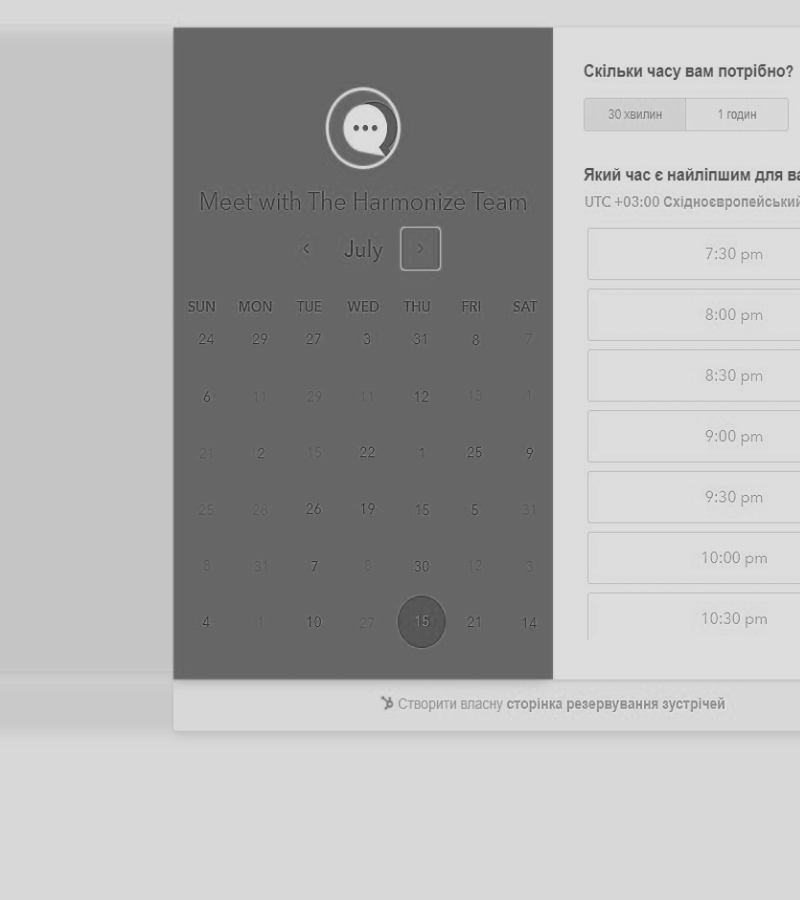 Meet with The Harmonize Team
July
SUN MON TUE WED THU FRI SAT
24 29 27 3 31 8 7
6 11 29 11 12 13 1
21 2 15 22 1 25 9
25 28 26 19 15 5 31
8 31 7 8 30 12 3
4 1 10 27 15 21 14
Скільки часу вам потрібно?
30 хвилин 1 годин
Який час є найліпшим для ва
UTC +03:00 Східноєвропейський
7:30 pm
8:00 pm
8:30 pm
9:00 pm
9:30 pm
10:00 pm
10:30 pm
Створити власну сторінка резервування зустрічей